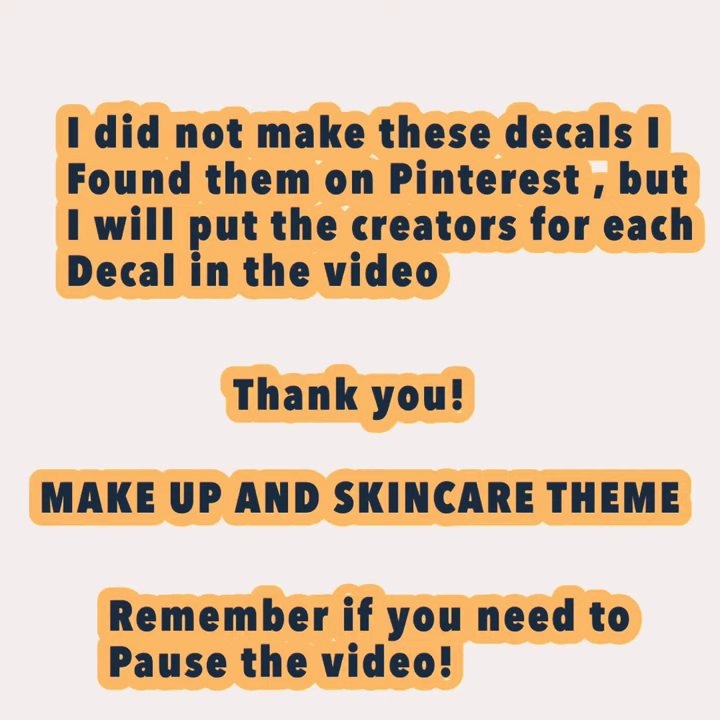 I did not make these decals I
Found them on Pinterest , but
I will put the creators for each
Decal in the video
Thank you!
MAKE UP AND SKINCARE THEME
Remember if you need to
Pause the video!